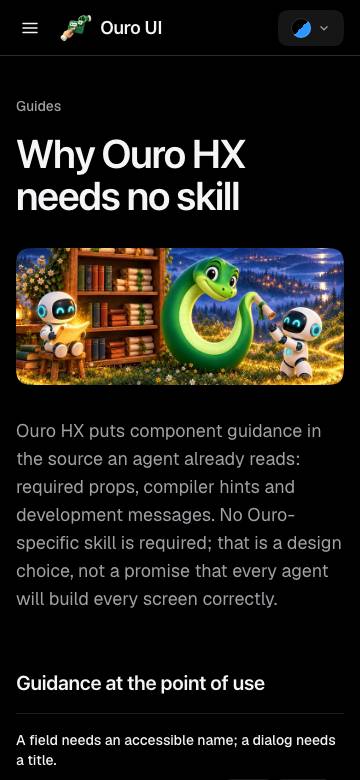 Ouro UI
Guides
Why Ouro HX
needs no skill
Ouro HX puts component guidance in
the source an agent already reads:
required props, compiler hints and
development messages. No Ouro-
specific skill is required; that is a design
choice, not a promise that every agent
will build every screen correctly.
Guidance at the point of use
A field needs an accessible name; a dialog needs
a title.